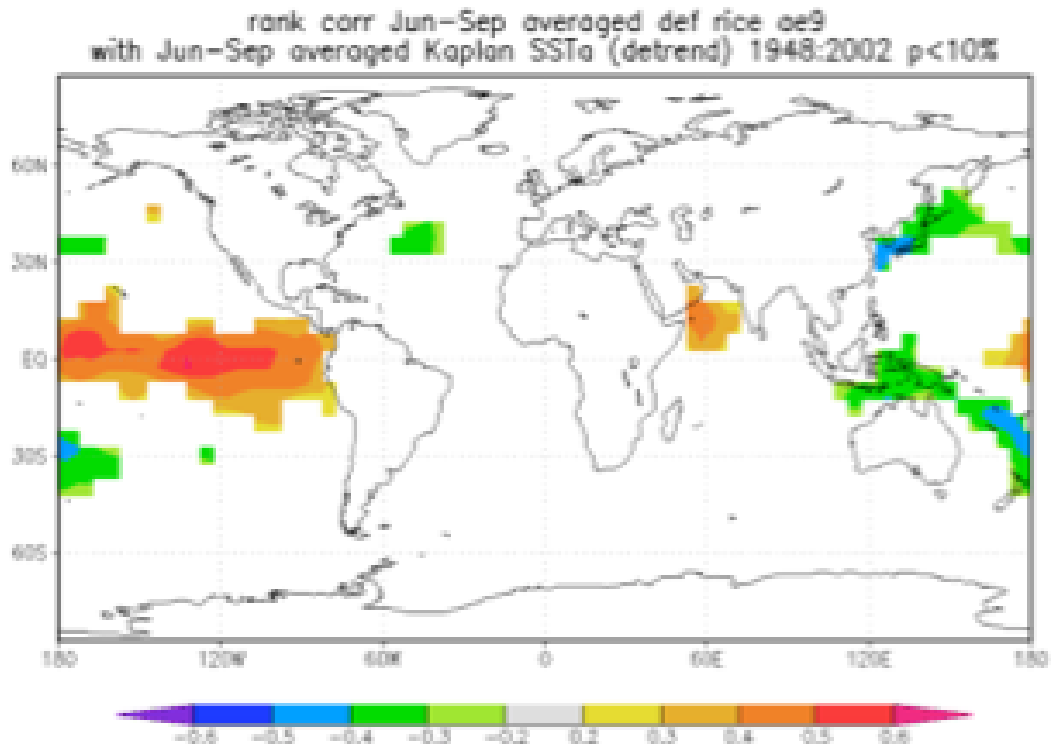 rank corr Jun-Sep averaged def rice ae9
with Jun-Sep averaged Kaplan SSTa (detrend) 1948:2002 p<10%
60N
30N
EQ
30S
60S
180 120W 60W 0 60E 120E 180
-0.6 -0.5 -0.4 -0.3 -0.2 0.2 0.3 0.4 0.5 0.6